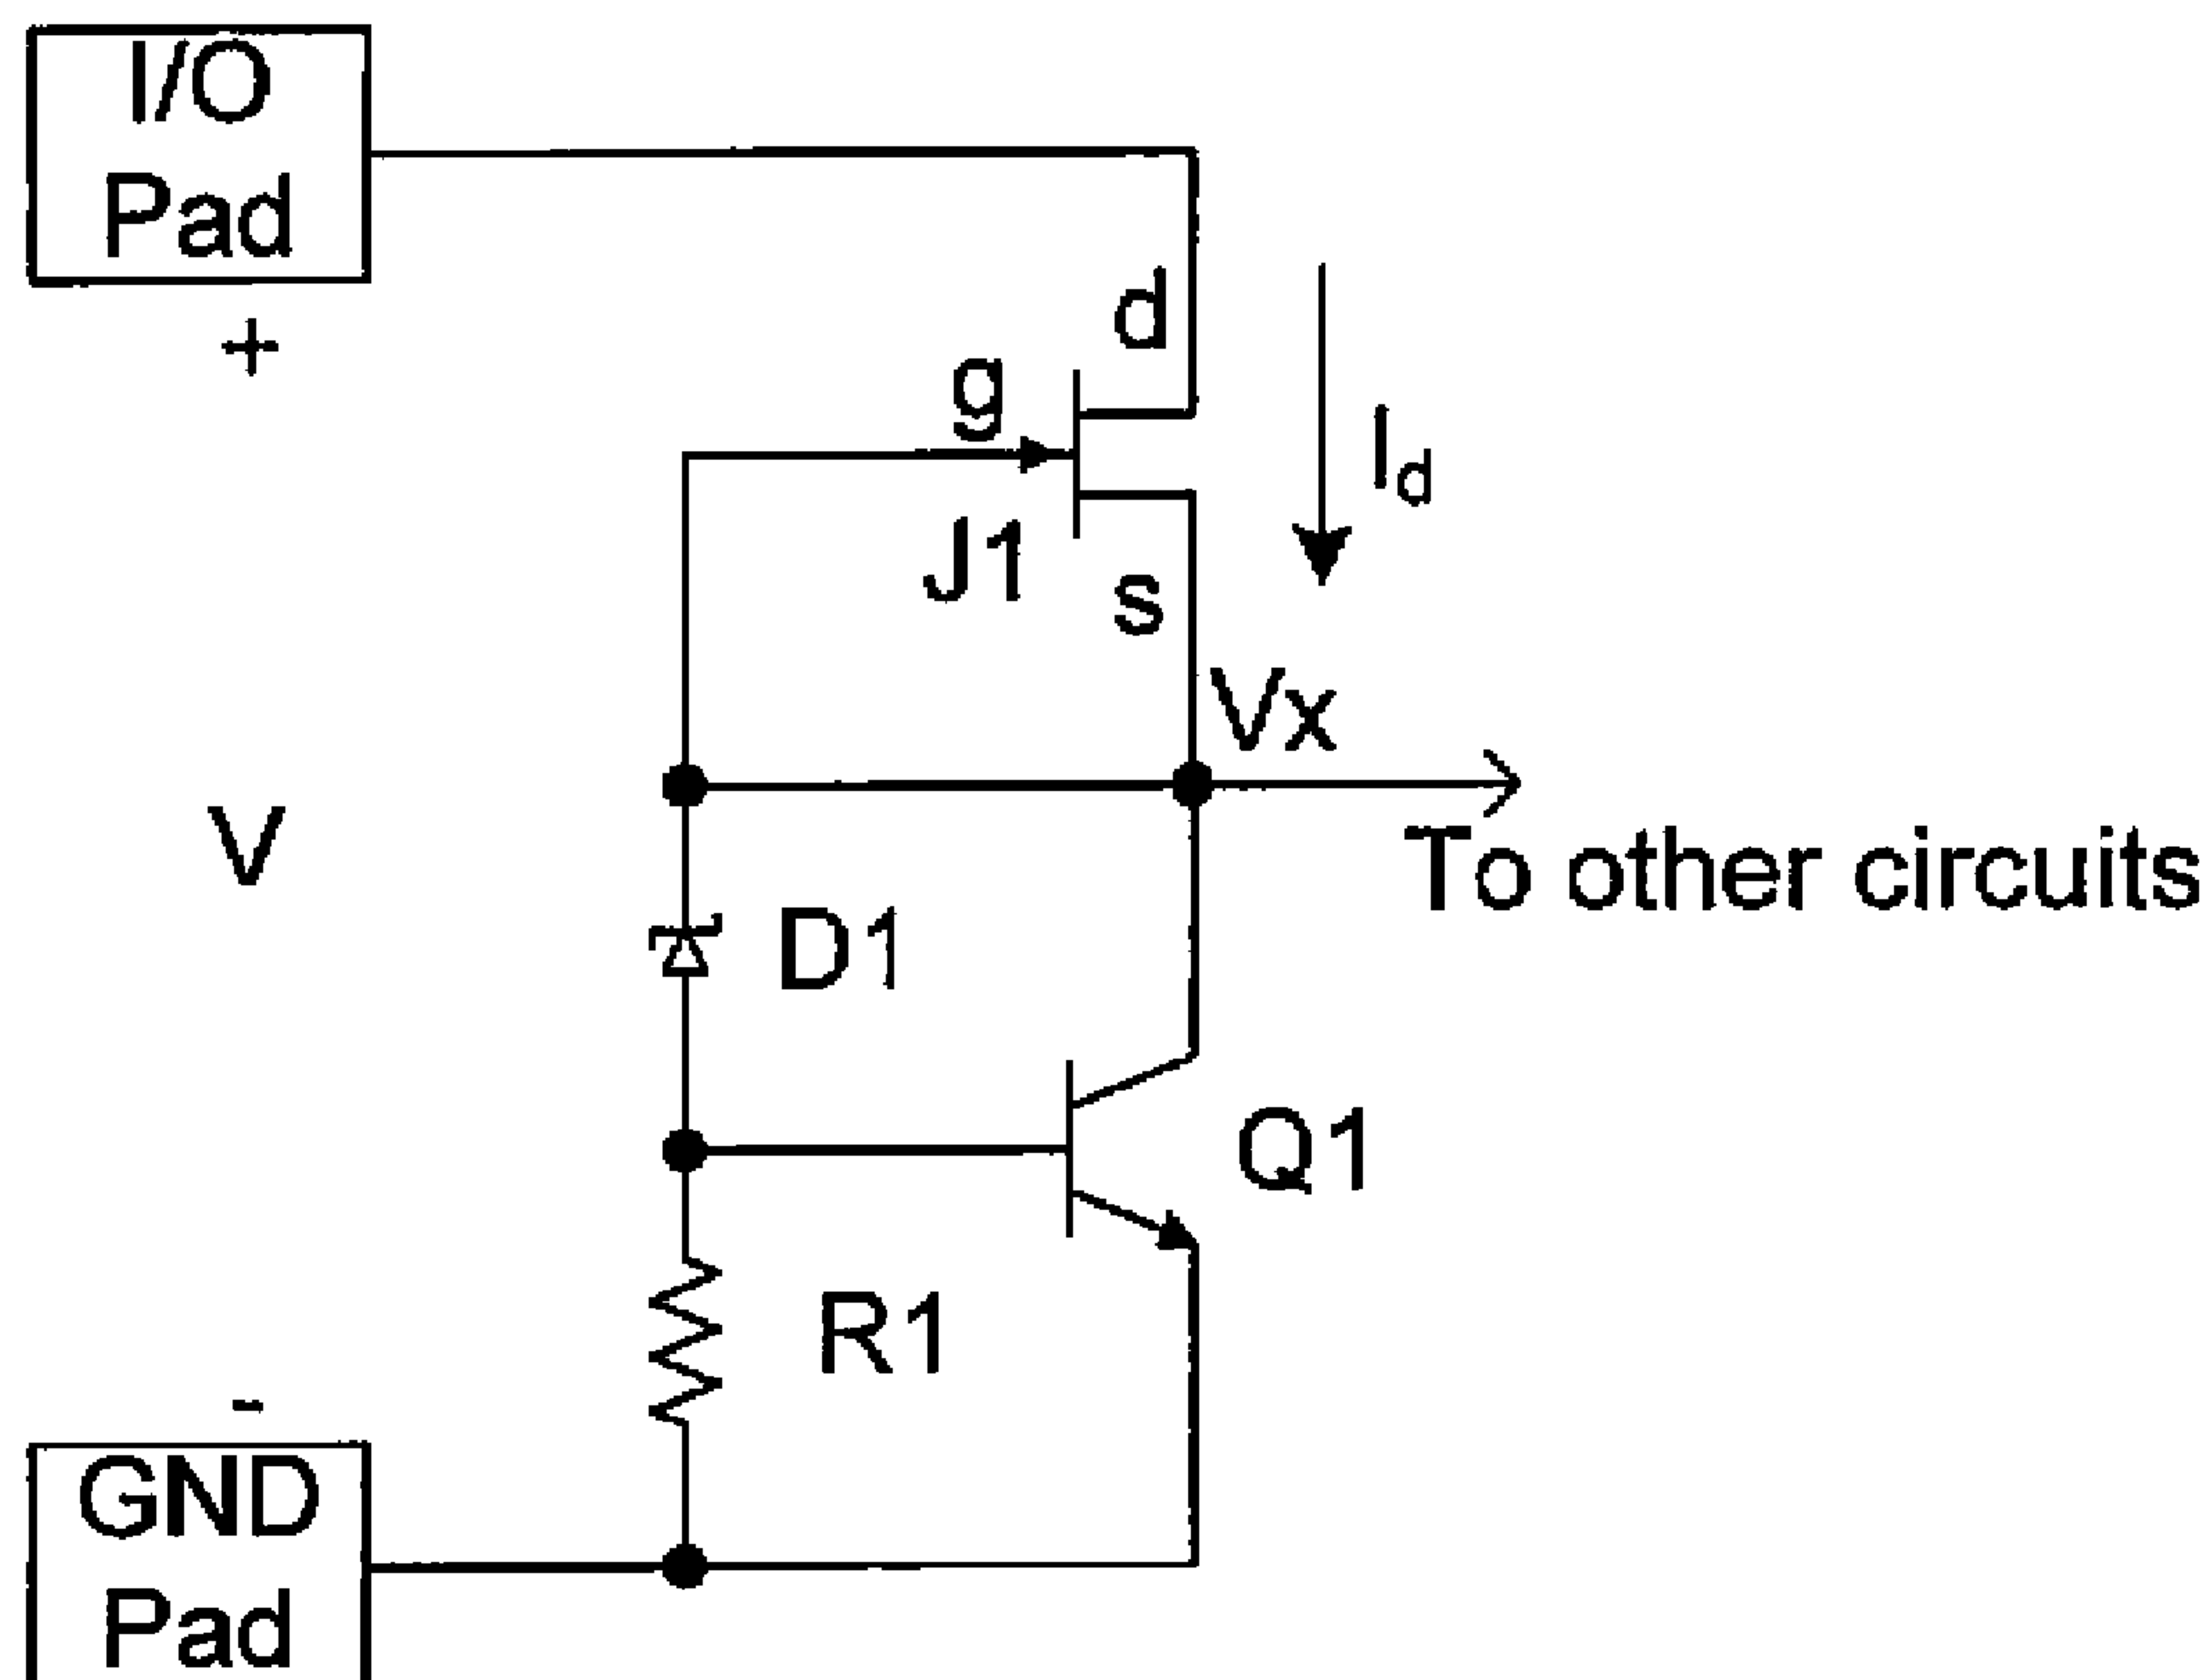 I/O
Pad
+
d
g
Id
J1
s
Vx
V
To other circuits
D1
Q1
R1
-
GND
Pad